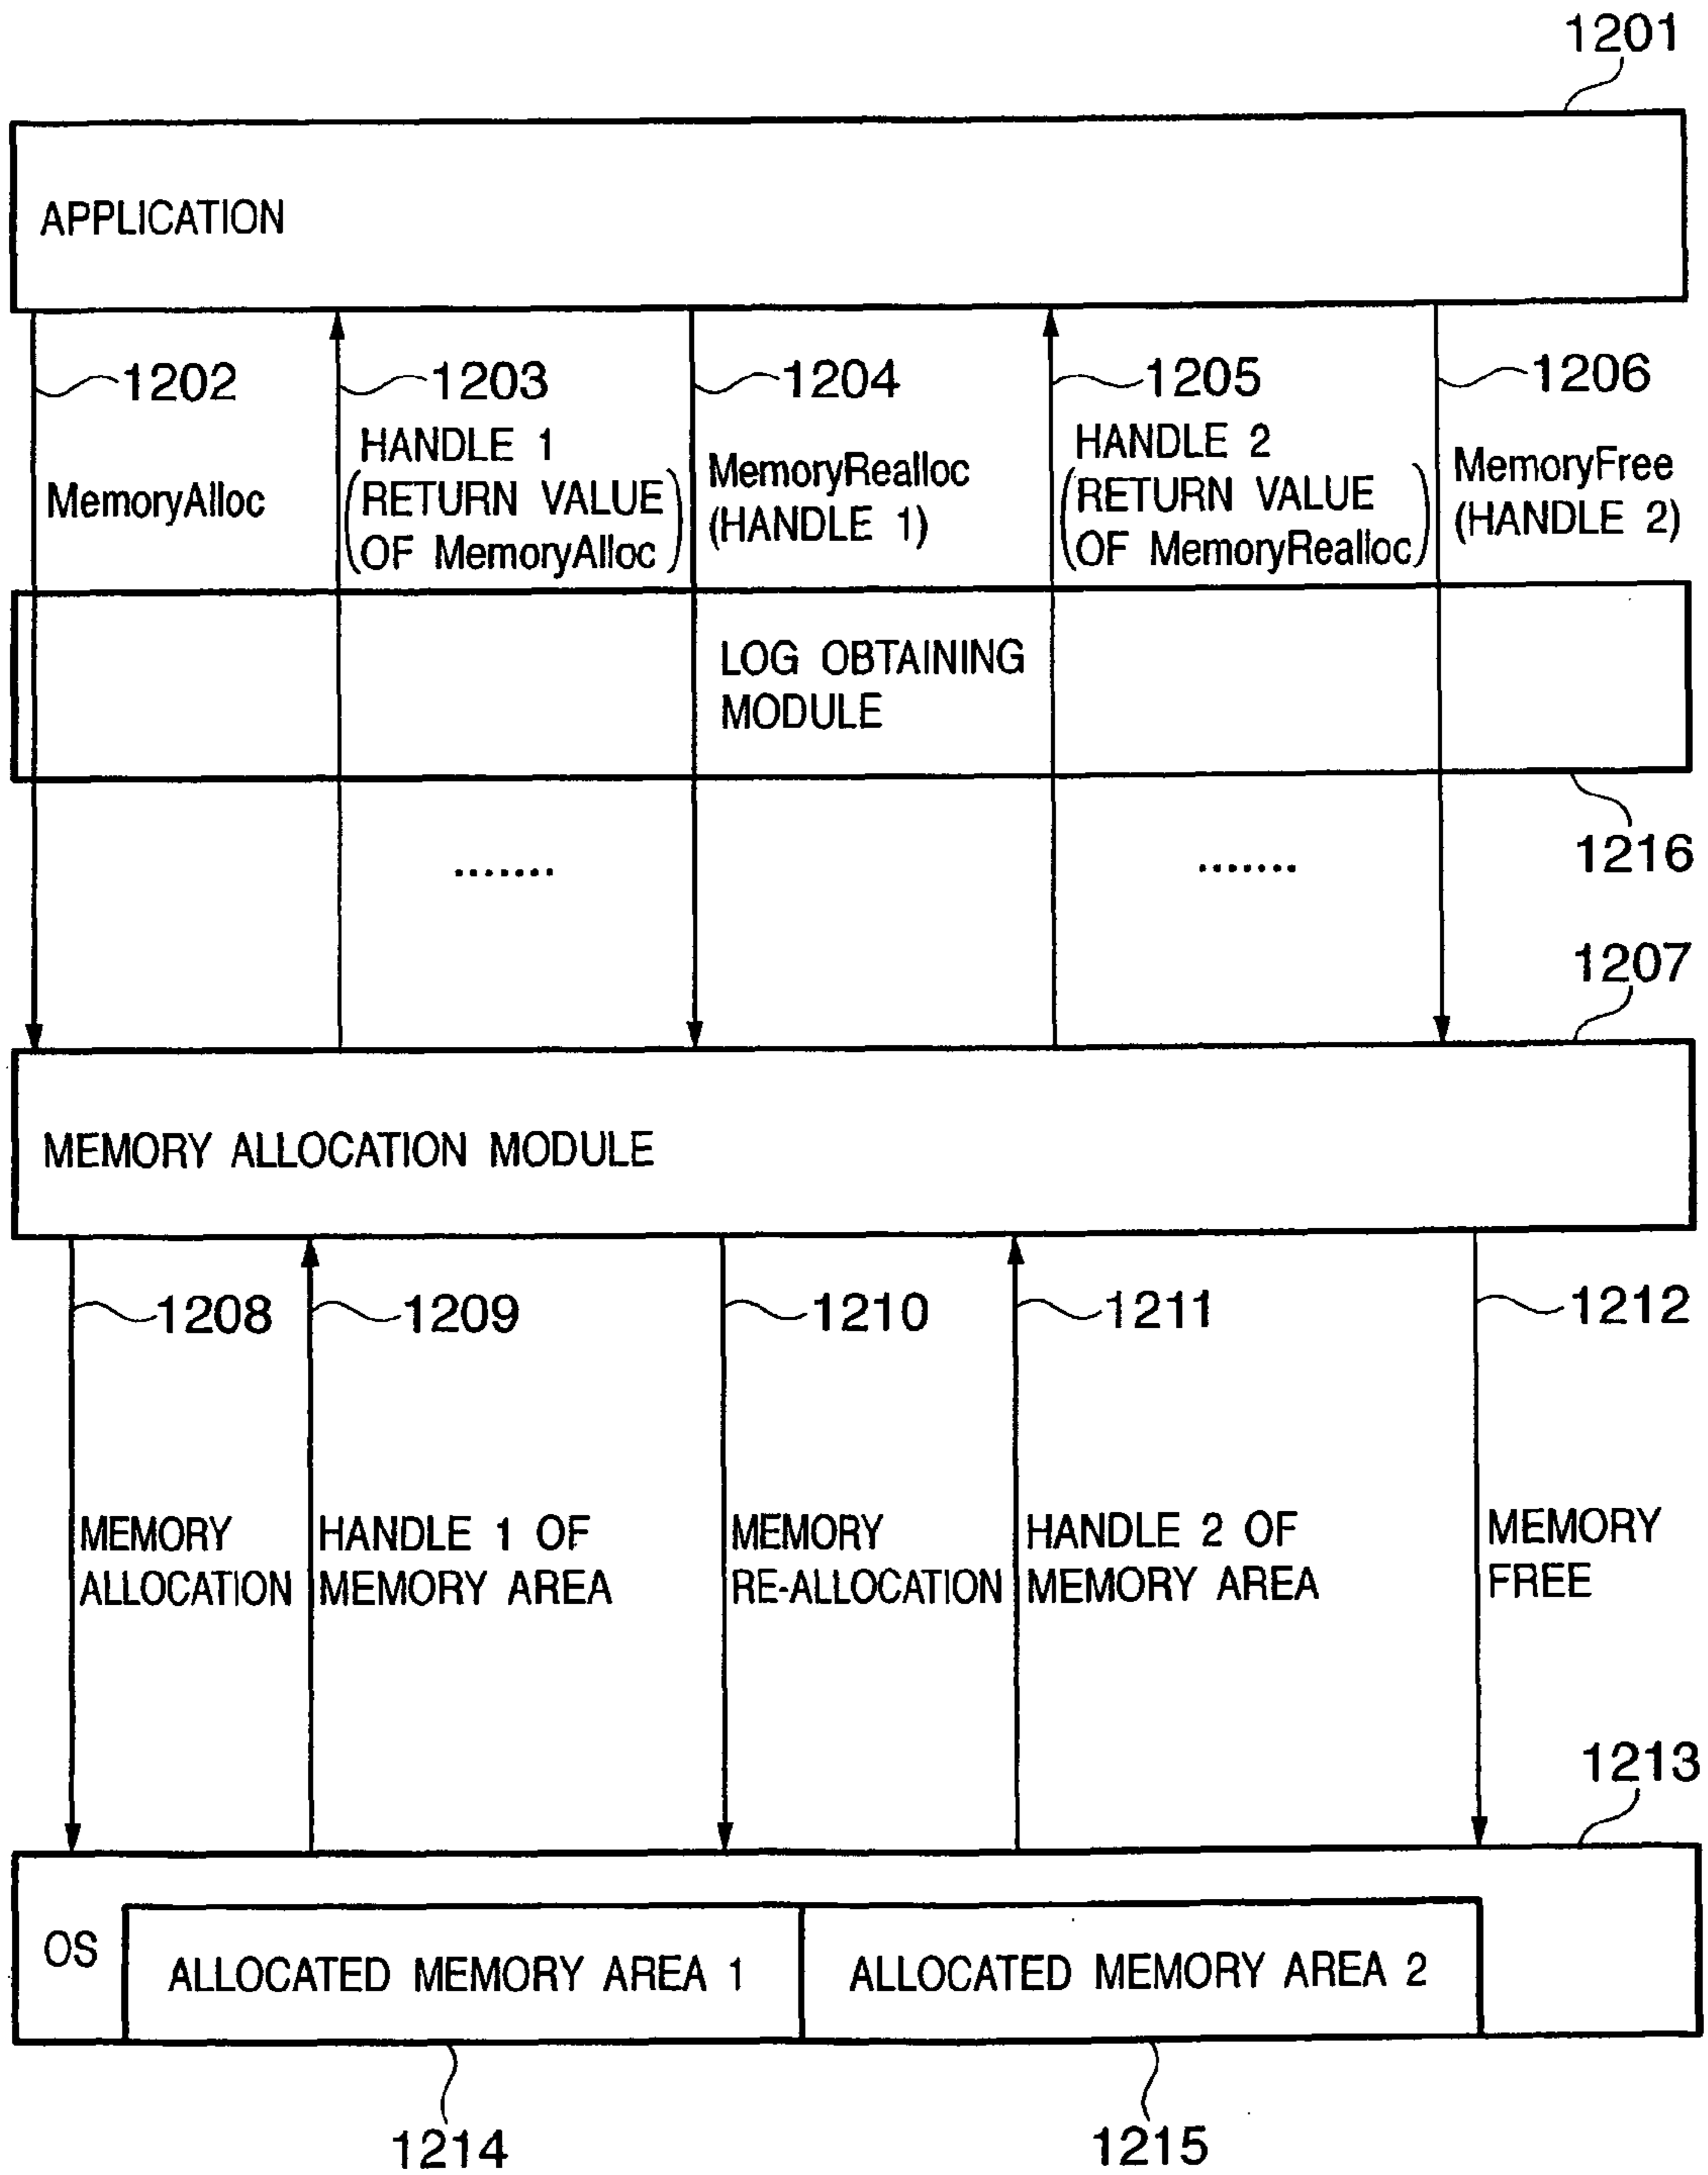 1201
APPLICATION
1202
1203
1204
1205
1206
MemoryAlloc
HANDLE 1
(RETURN VALUE
OF MemoryAlloc)
MemoryRealloc
(HANDLE 1)
HANDLE 2
(RETURN VALUE
OF MemoryRealloc)
MemoryFree
(HANDLE 2)
LOG OBTAINING
MODULE
.......
.......
1216
1207
MEMORY ALLOCATION MODULE
1208
1209
1210
1211
1212
MEMORY
ALLOCATION
HANDLE 1 OF
MEMORY AREA
MEMORY
RE-ALLOCATION
HANDLE 2 OF
MEMORY AREA
MEMORY
FREE
1213
OS
ALLOCATED MEMORY AREA 1
ALLOCATED MEMORY AREA 2
1214
1215